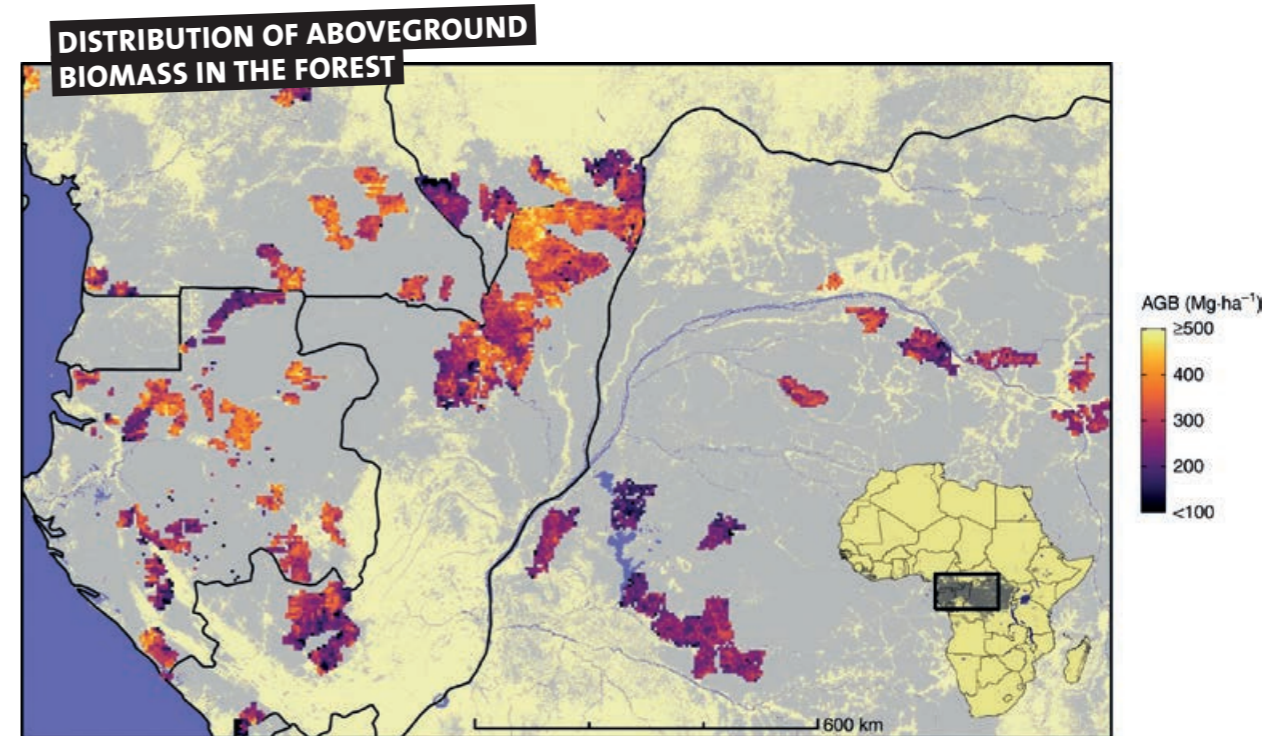 DISTRIBUTION OF ABOVEGROUND
BIOMASS IN THE FOREST
AGB (Mg·ha⁻¹)
≥500
400
300
200
<100
600 km